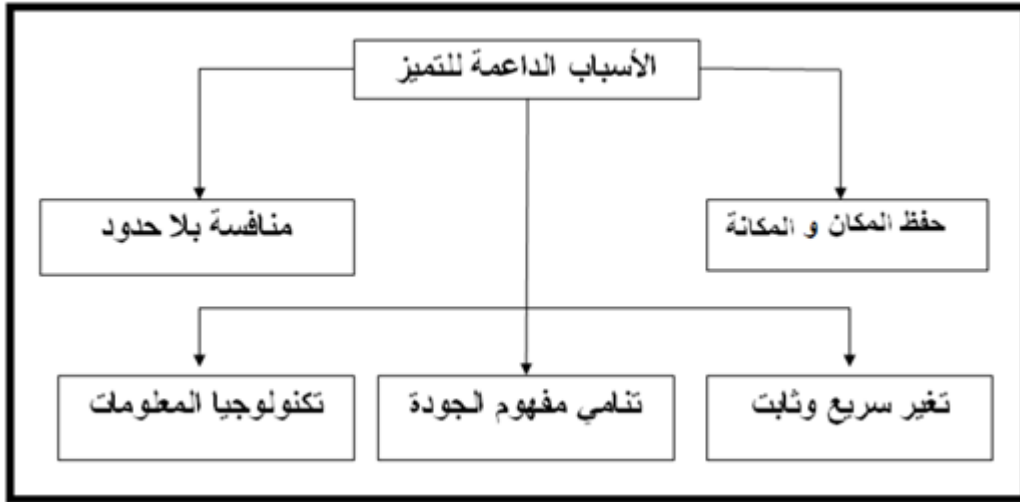 الأسباب الداعمة للتميز
حفظ المكان و المكانة
منافسة بلا حدود
تغير سريع وثابت
تنامي مفهوم الجودة
تكنولوجيا المعلومات